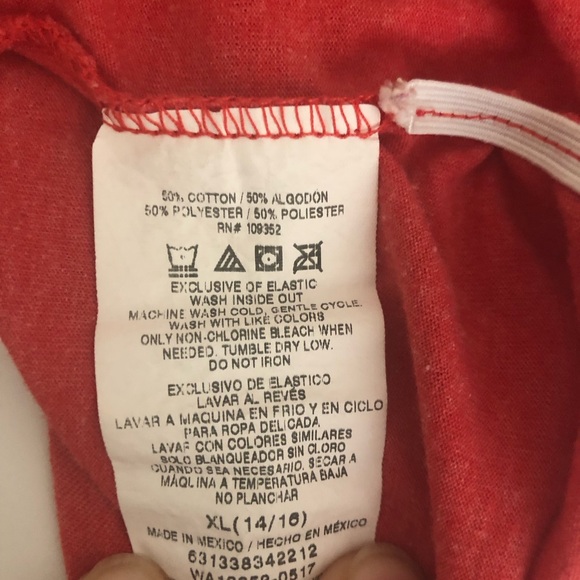 50% COTTON / 50% ALGODÓN
50% POLYESTER / 50% POLIESTER
RN# 109352
EXCLUSIVE OF ELASTIC
WASH INSIDE OUT
MACHINE WASH COLD, GENTLE CYCLE.
WASH WITH LIKE COLORS
ONLY NON-CHLORINE BLEACH WHEN
NEEDED. TUMBLE DRY LOW.
DO NOT IRON
EXCLUSIVO DE ELASTICO
LAVAR AL REVÉS
LAVAR A MAQUINA EN FRIO Y EN CICLO
PARA ROPA DELICADA
LAVAR CON COLORES SIMILARES
SOLO BLANQUEADOR SIN CLORO
CUANDO SEA NECESARIO. SECAR A
MÁQUINA A TEMPERATURA BAJA
NO PLANCHAR
XL(14/16)
MADE IN MEXICO / HECHO EN MÉXICO
631338342212